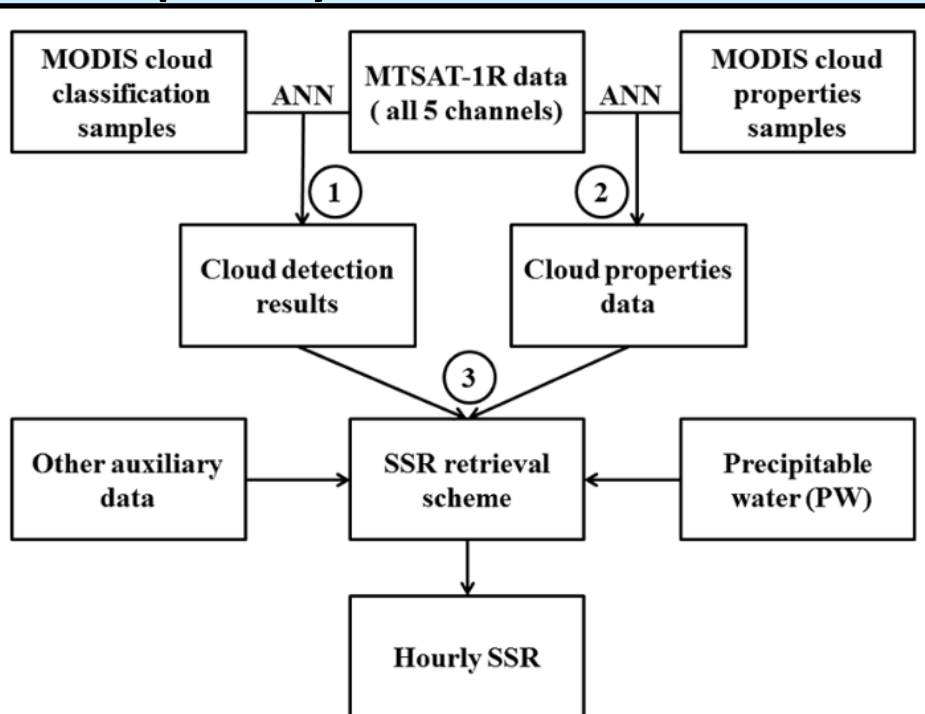 MODIS cloud
classification
samples
ANN
MTSAT-1R data
( all 5 channels)
ANN
MODIS cloud
properties
samples
1
2
Cloud detection
results
Cloud properties
data
3
Other auxiliary
data
SSR retrieval
scheme
Precipitable
water (PW)
Hourly SSR